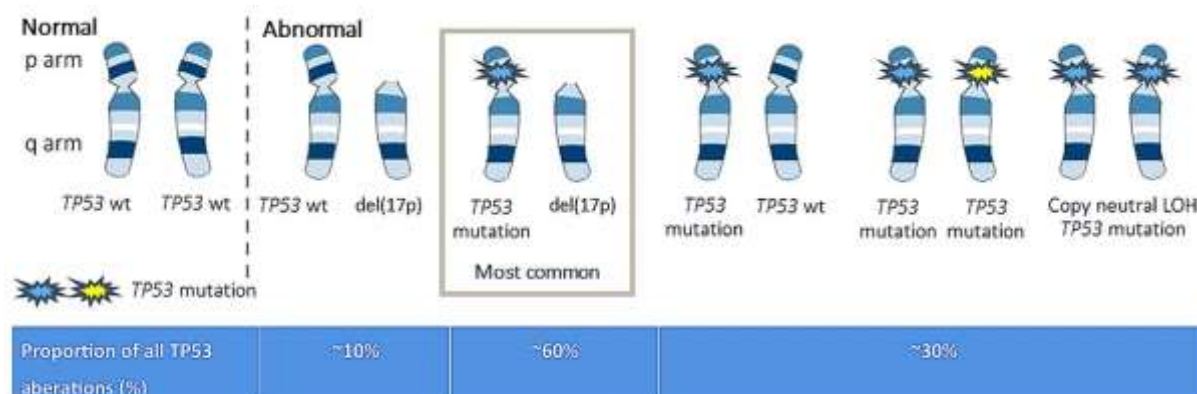 Normal
Abnormal
p arm
q arm
TP53 wt
TP53 wt
TP53 wt
del(17p)
TP53
mutation
del(17p)
Most common
TP53
mutation
TP53 wt
TP53
mutation
TP53
mutation
Copy neutral LOH
TP53 mutation
TP53 mutation
Proportion of all TP53
aberations (%)
~10%
~60%
~30%